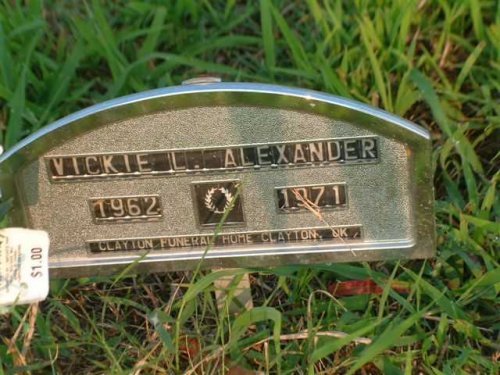 VICKIE L. ALEXANDER
1962 1971
CLAYTON FUNERAL HOME CLAYTON, OK.
$1.00